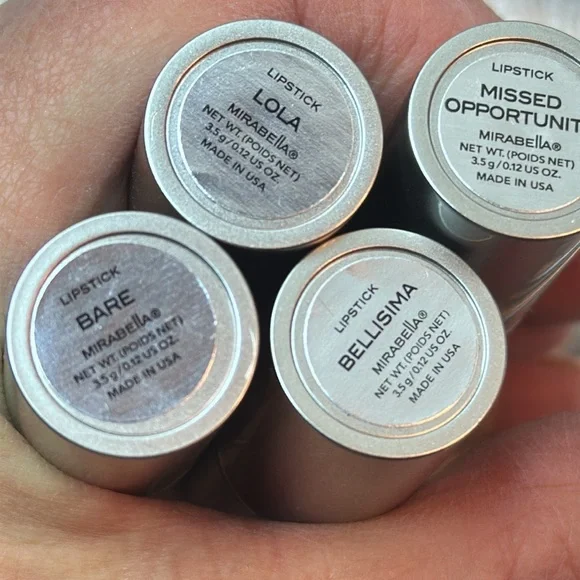 LIPSTICK
LOLA
MIRABELLA®
NET WT. (POIDS NET)
3.5 g/0.12 US OZ.
MADE IN USA
LIPSTICK
MISSED
OPPORTUNIT
MIRABELLA®
NET WT. (POIDS NET)
3.5 g/0.12 US OZ.
MADE IN USA
LIPSTICK
BARE
MIRABELLA®
NET WT. (POIDS NET)
3.5 g/0.12 US OZ.
MADE IN USA
LIPSTICK
BELLISIMA
MIRABELLA®
NET WT. (POIDS NET)
3.5 g/0.12 US OZ.
MADE IN USA